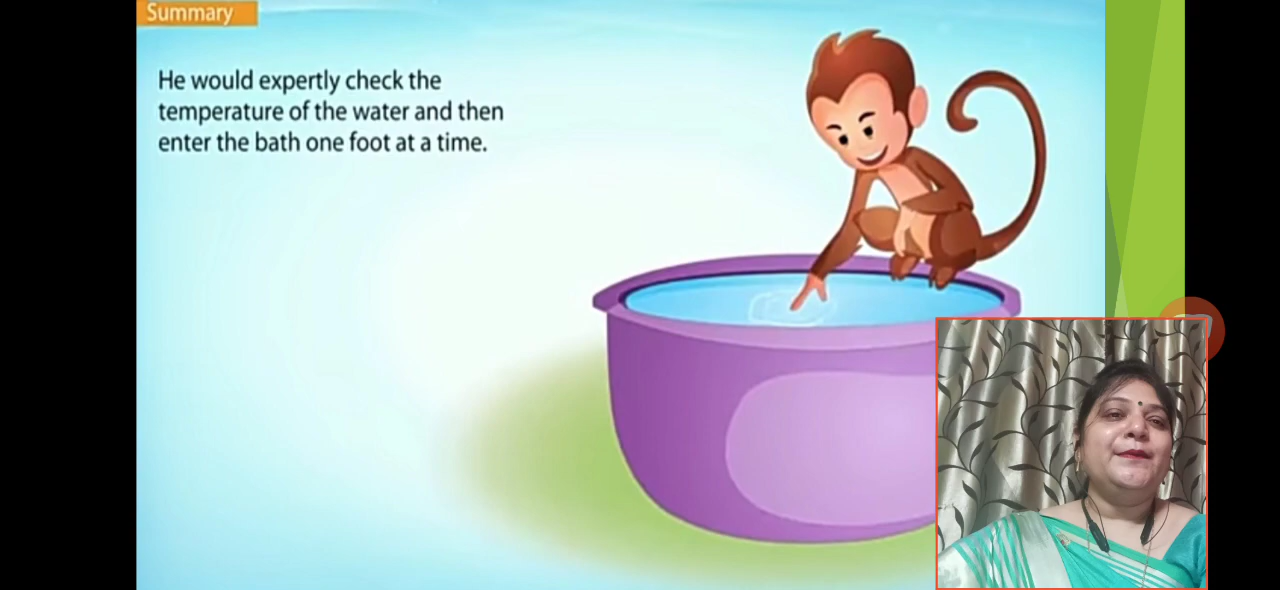 Summary
He would expertly check the
temperature of the water and then
enter the bath one foot at a time.